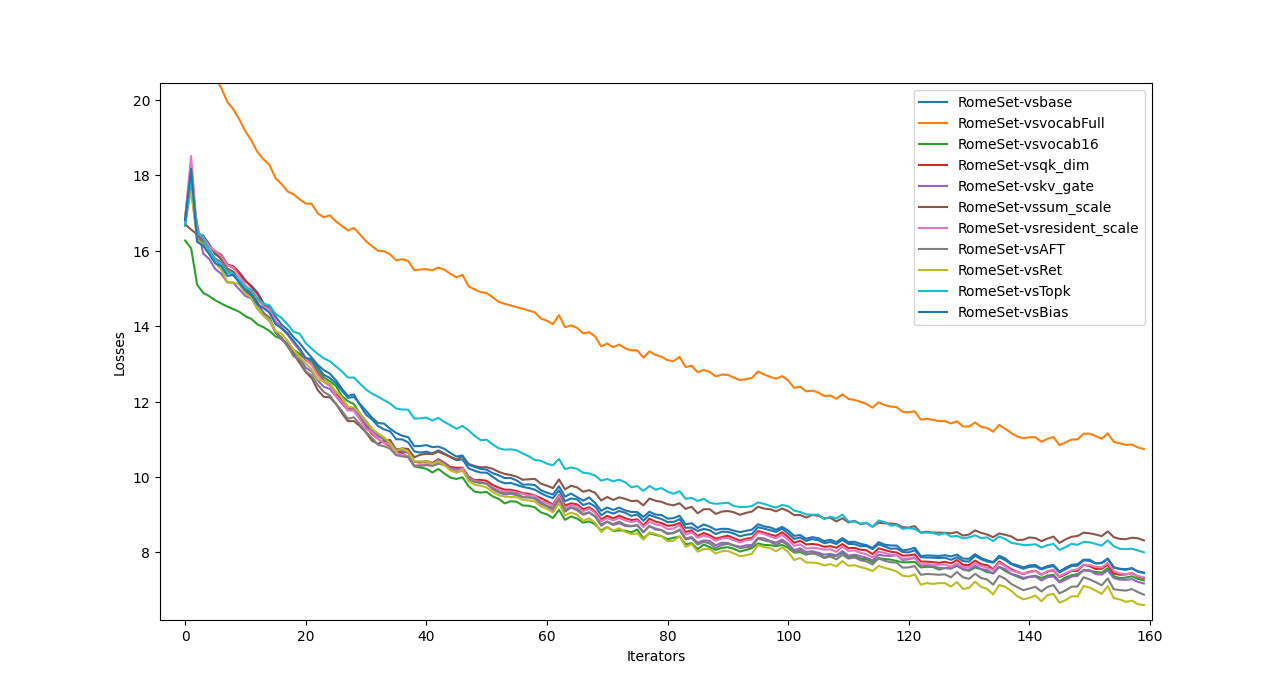 20
18
16
14
12
10
8
Losses
0 20 40 60 80 100 120 140 160
Iterators
RomeSet-vsbase
RomeSet-vsvocabFull
RomeSet-vsvocab16
RomeSet-vsqk_dim
RomeSet-vskv_gate
RomeSet-vssum_scale
RomeSet-vsresident_scale
RomeSet-vsAFT
RomeSet-vsRet
RomeSet-vsTopk
RomeSet-vsBias